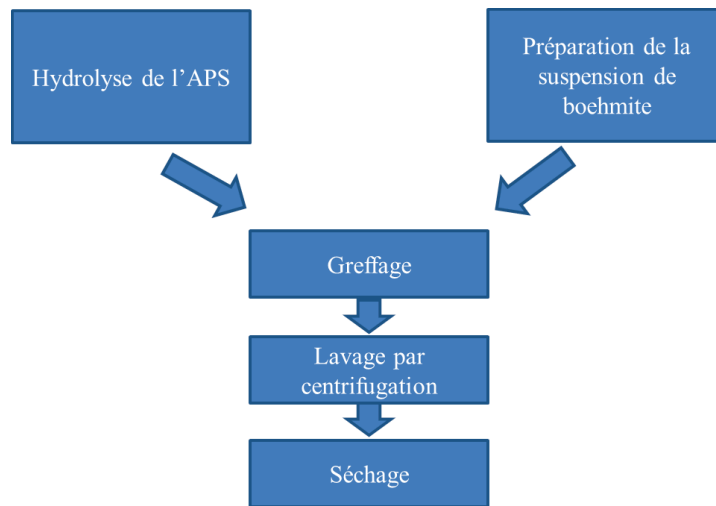 Hydrolyse de l’APS
Préparation de la
suspension de
boehmite
Greffage
Lavage par
centrifugation
Séchage